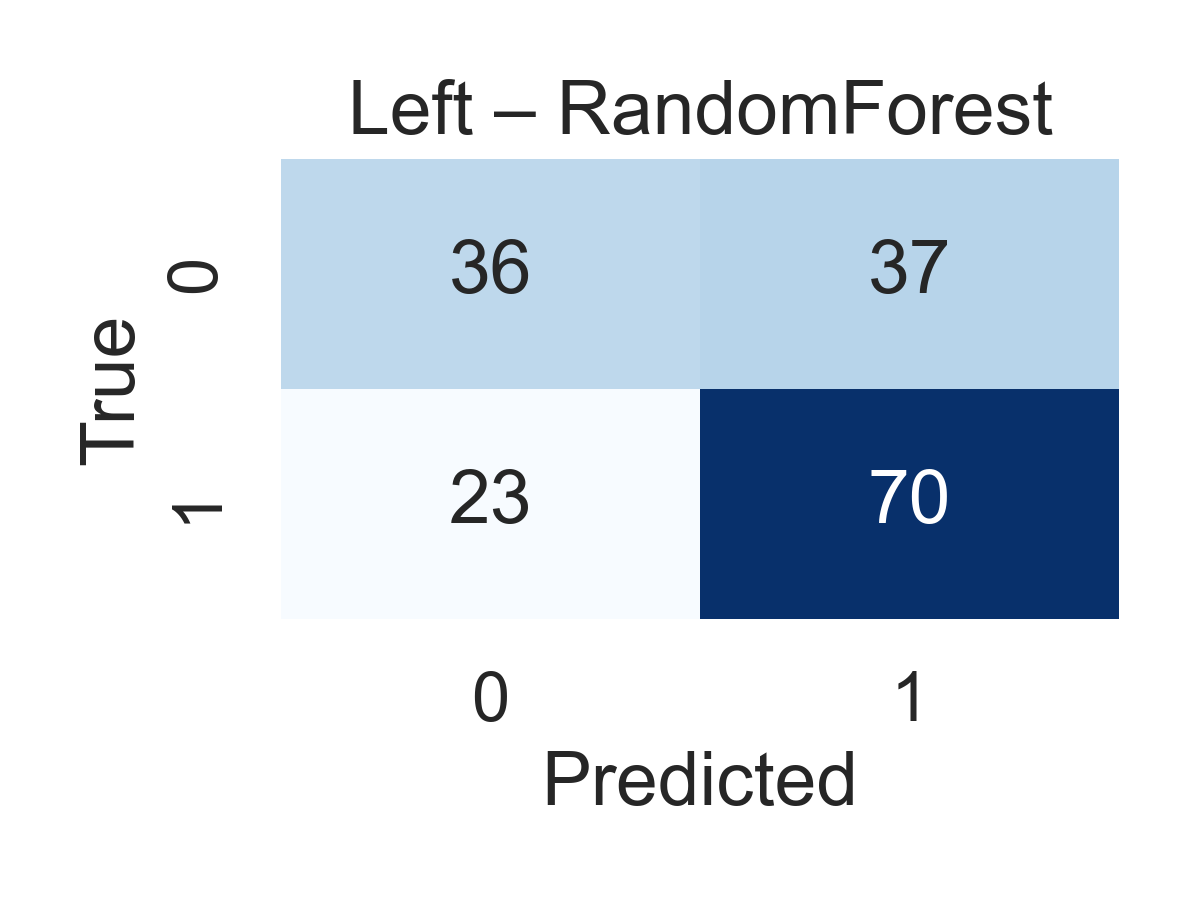 Left – RandomForest
True
0
36 37
1
23 70
0 1
Predicted